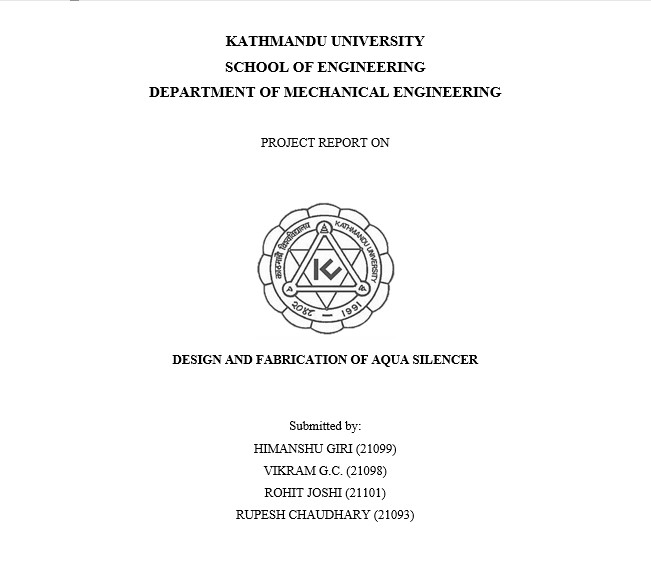 KATHMANDU UNIVERSITY
SCHOOL OF ENGINEERING
DEPARTMENT OF MECHANICAL ENGINEERING
PROJECT REPORT ON
काठमाडौं विश्वविद्यालय
KATHMANDU UNIVERSITY
KU
२०४८ — 1991
DESIGN AND FABRICATION OF AQUA SILENCER
Submitted by:
HIMANSHU GIRI (21099)
VIKRAM G.C. (21098)
ROHIT JOSHI (21101)
RUPESH CHAUDHARY (21093)